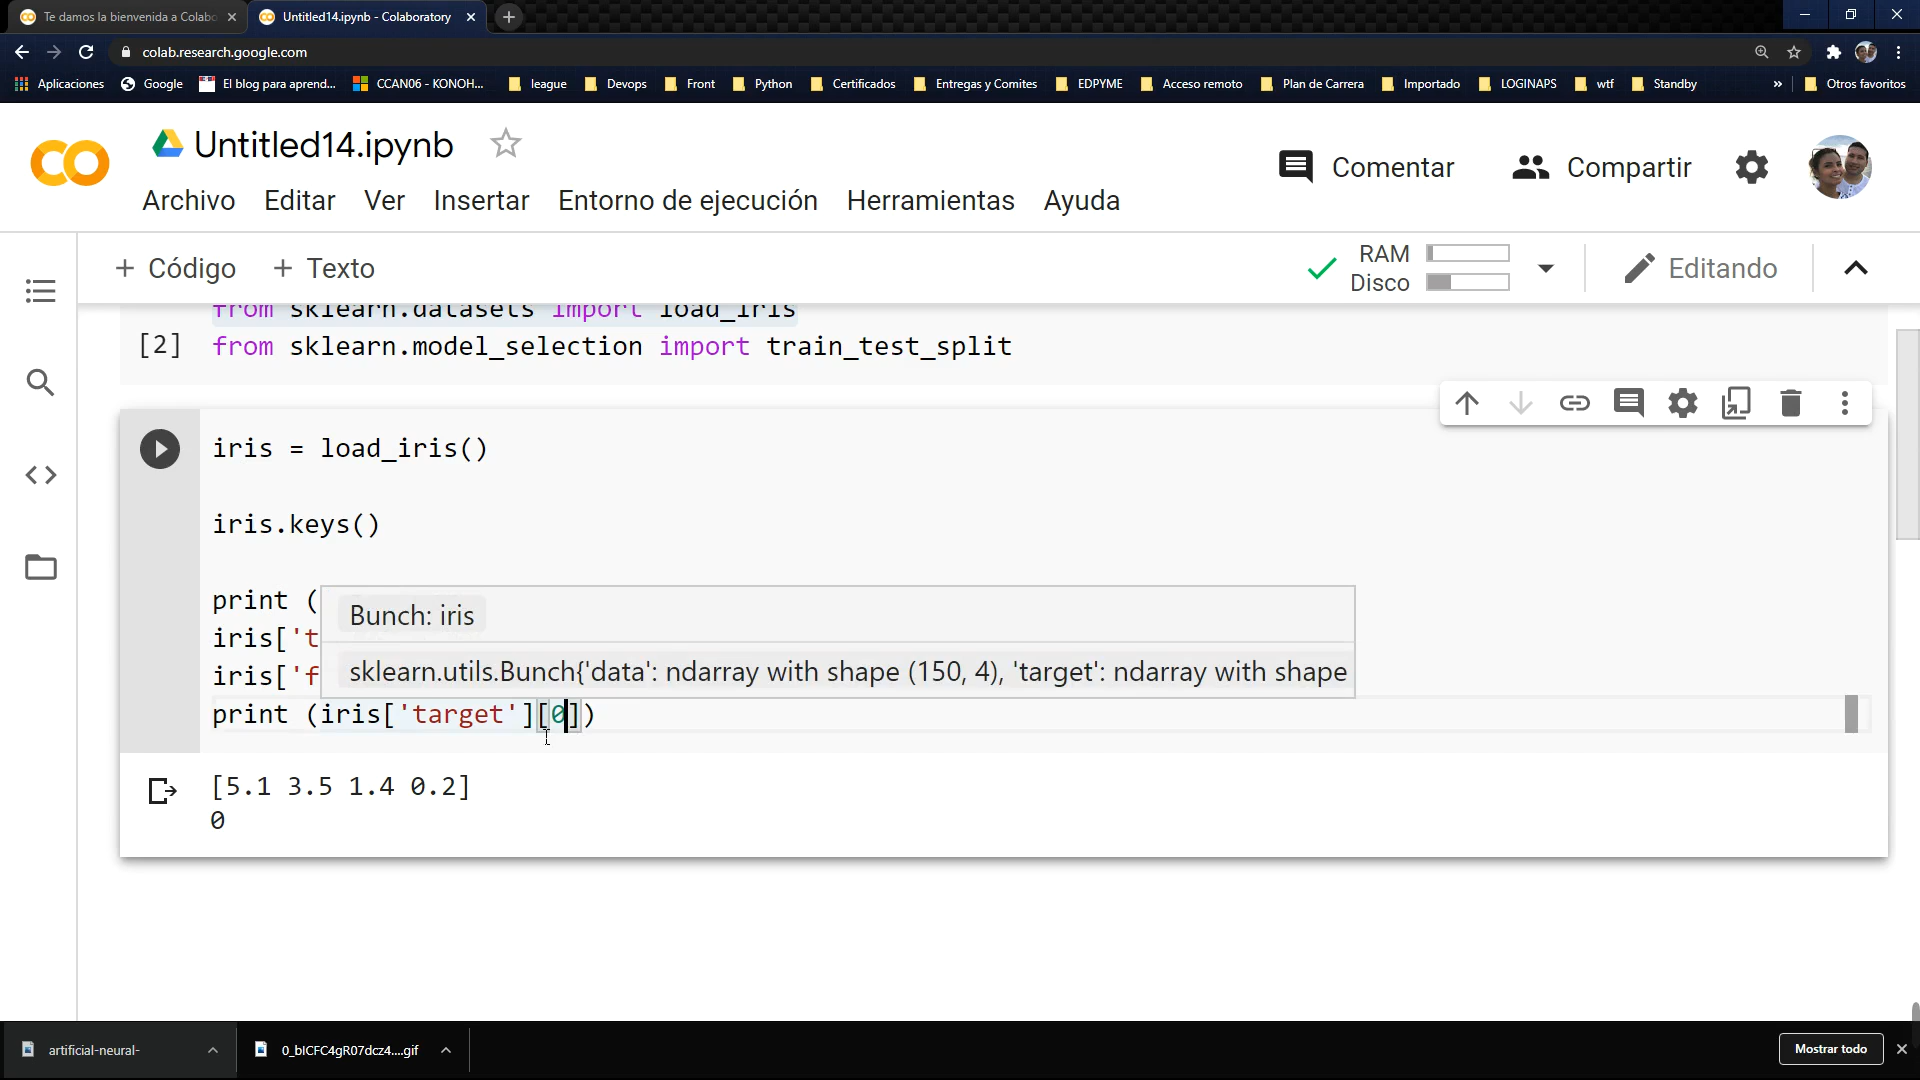 Te damos la bienvenida a Colabo
Untitled14.ipynb - Colaboratory
colab.research.google.com
Aplicaciones
Google
El blog para aprend...
CCAN06 - KONOH...
league
Devops
Front
Python
Certificados
Entregas y Comites
EDPYME
Acceso remoto
Plan de Carrera
Importado
LOGINAPS
wtf
Standby
»
Otros favoritos
Untitled14.ipynb
Comentar
Compartir
Archivo Editar Ver Insertar Entorno de ejecución Herramientas Ayuda
+ Código + Texto
RAM
Disco
Editando
from sklearn.datasets import load_iris
[2] from sklearn.model_selection import train_test_split
iris = load_iris()
iris.keys()
print (
Bunch: iris
iris['t
iris['f
sklearn.utils.Bunch{'data': ndarray with shape (150, 4), 'target': ndarray with shape
print (iris['target'][0])
[5.1 3.5 1.4 0.2]
0
artificial-neural-
0_bICFC4gR07dcz4....gif
Mostrar todo